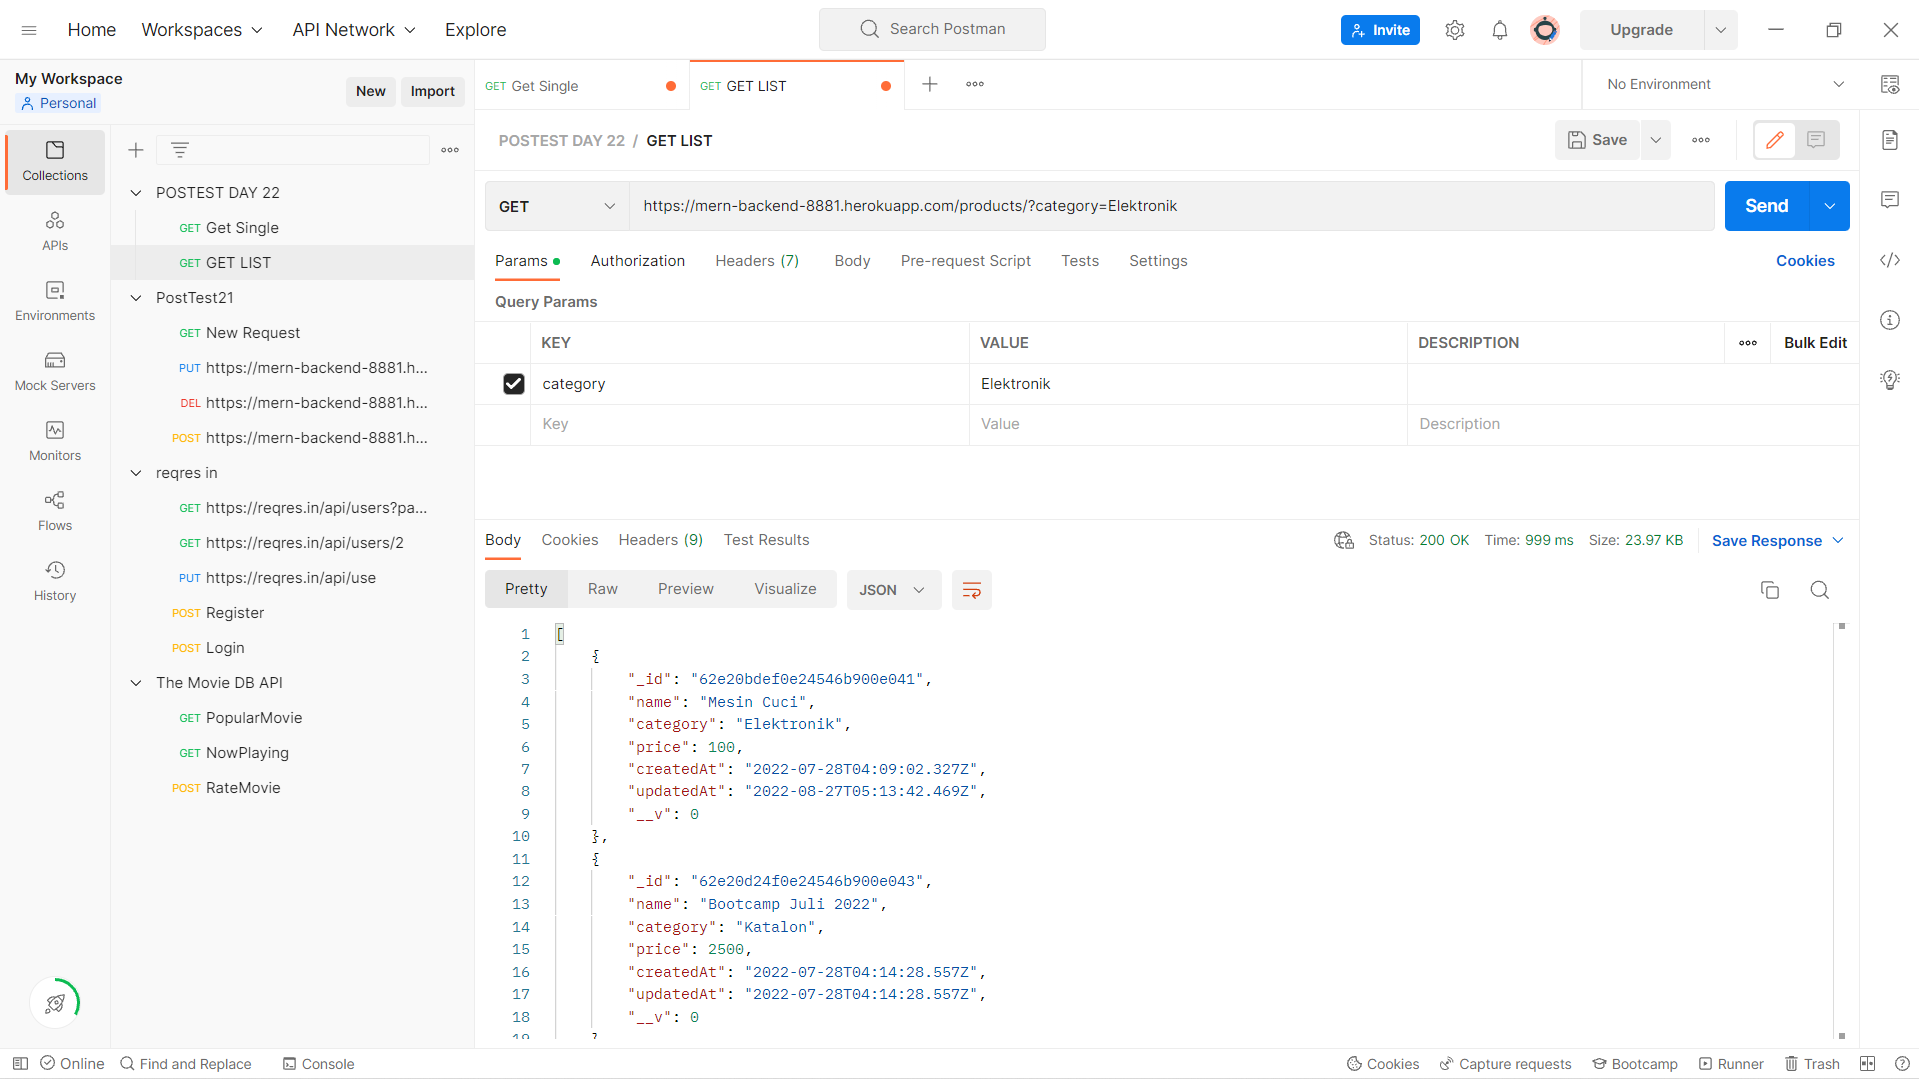 Home Workspaces API Network Explore Search Postman Invite Upgrade
My Workspace
Personal
New Import
GET Get Single GET GET LIST No Environment
POSTEST DAY 22 / GET LIST Save
Collections
APIs
Environments
Mock Servers
Monitors
Flows
History
POSTEST DAY 22
GET Get Single
GET GET LIST
PostTest21
GET New Request
PUT https://mern-backend-8881.h...
DEL https://mern-backend-8881.h...
POST https://mern-backend-8881.h...
reqres in
GET https://reqres.in/api/users?pa...
GET https://reqres.in/api/users/2
PUT https://reqres.in/api/use
POST Register
POST Login
The Movie DB API
GET PopularMovie
GET NowPlaying
POST RateMovie
GET https://mern-backend-8881.herokuapp.com/products/?category=Elektronik Send
Params Authorization Headers (7) Body Pre-request Script Tests Settings Cookies
Query Params
KEY VALUE DESCRIPTION Bulk Edit
category Elektronik
Key Value Description
Body Cookies Headers (9) Test Results Status: 200 OK Time: 999 ms Size: 23.97 KB Save Response
Pretty Raw Preview Visualize JSON
1 [
2 {
3 "_id": "62e20bdef0e24546b900e041",
4 "name": "Mesin Cuci",
5 "category": "Elektronik",
6 "price": 100,
7 "createdAt": "2022-07-28T04:09:02.327Z",
8 "updatedAt": "2022-08-27T05:13:42.469Z",
9 "__v": 0
10 },
11 {
12 "_id": "62e20d24f0e24546b900e043",
13 "name": "Bootcamp Juli 2022",
14 "category": "Katalon",
15 "price": 2500,
16 "createdAt": "2022-07-28T04:14:28.557Z",
17 "updatedAt": "2022-07-28T04:14:28.557Z",
18 "__v": 0
Online Find and Replace Console Cookies Capture requests Bootcamp Runner Trash